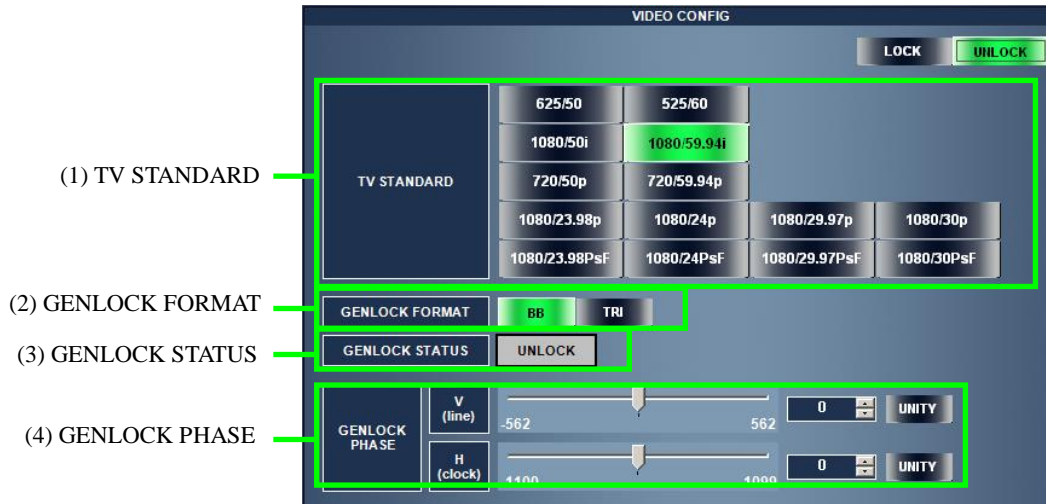 VIDEO CONFIG
LOCK UNLOCK
(1) TV STANDARD
TV STANDARD
625/50 525/60
1080/50i 1080/59.94i
720/50p 720/59.94p
1080/23.98p 1080/24p 1080/29.97p 1080/30p
1080/23.98PsF 1080/24PsF 1080/29.97PsF 1080/30PsF
(2) GENLOCK FORMAT
GENLOCK FORMAT BB TRI
(3) GENLOCK STATUS
GENLOCK STATUS UNLOCK
(4) GENLOCK PHASE
GENLOCK
PHASE
V
(line)
-562 562 0 UNITY
H
(clock)
-1100 1099 0 UNITY